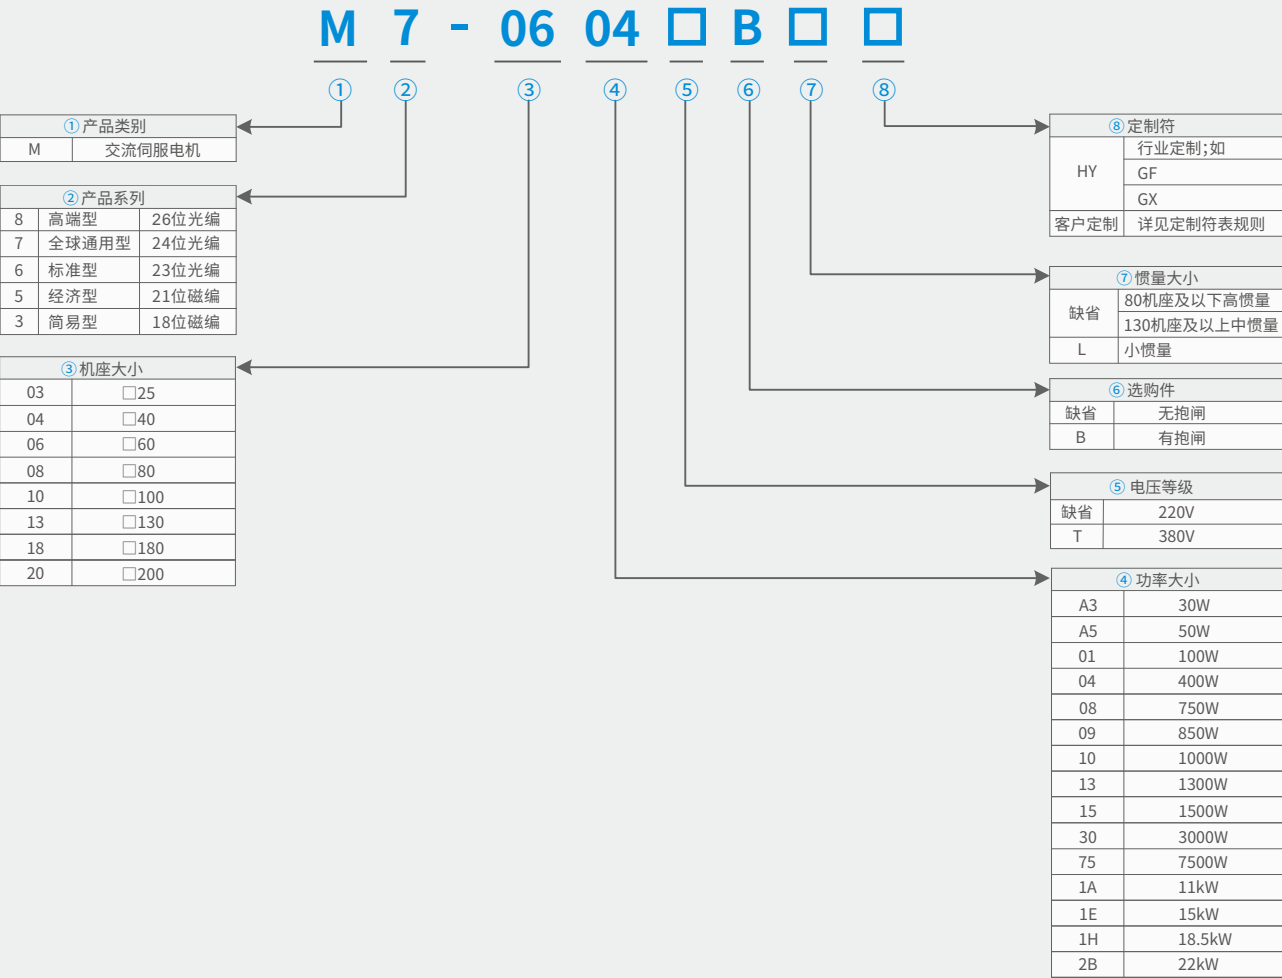 M 7 - 06 04 □ B □ □
① ② ③ ④ ⑤ ⑥ ⑦ ⑧
①产品类别
M 交流伺服电机
②产品系列
8 高端型 26位光编
7 全球通用型 24位光编
6 标准型 23位光编
5 经济型 21位磁编
3 简易型 18位磁编
③机座大小
03 □25
04 □40
06 □60
08 □80
10 □100
13 □130
18 □180
20 □200
⑧定制符
HY 行业定制;如
GF
GX
客户定制 详见定制符表规则
⑦惯量大小
缺省 80机座及以下高惯量
130机座及以上中惯量
L 小惯量
⑥选购件
缺省 无抱闸
B 有抱闸
⑤电压等级
缺省 220V
T 380V
④功率大小
A3 30W
A5 50W
01 100W
04 400W
08 750W
09 850W
10 1000W
13 1300W
15 1500W
30 3000W
75 7500W
1A 11kW
1E 15kW
1H 18.5kW
2B 22kW